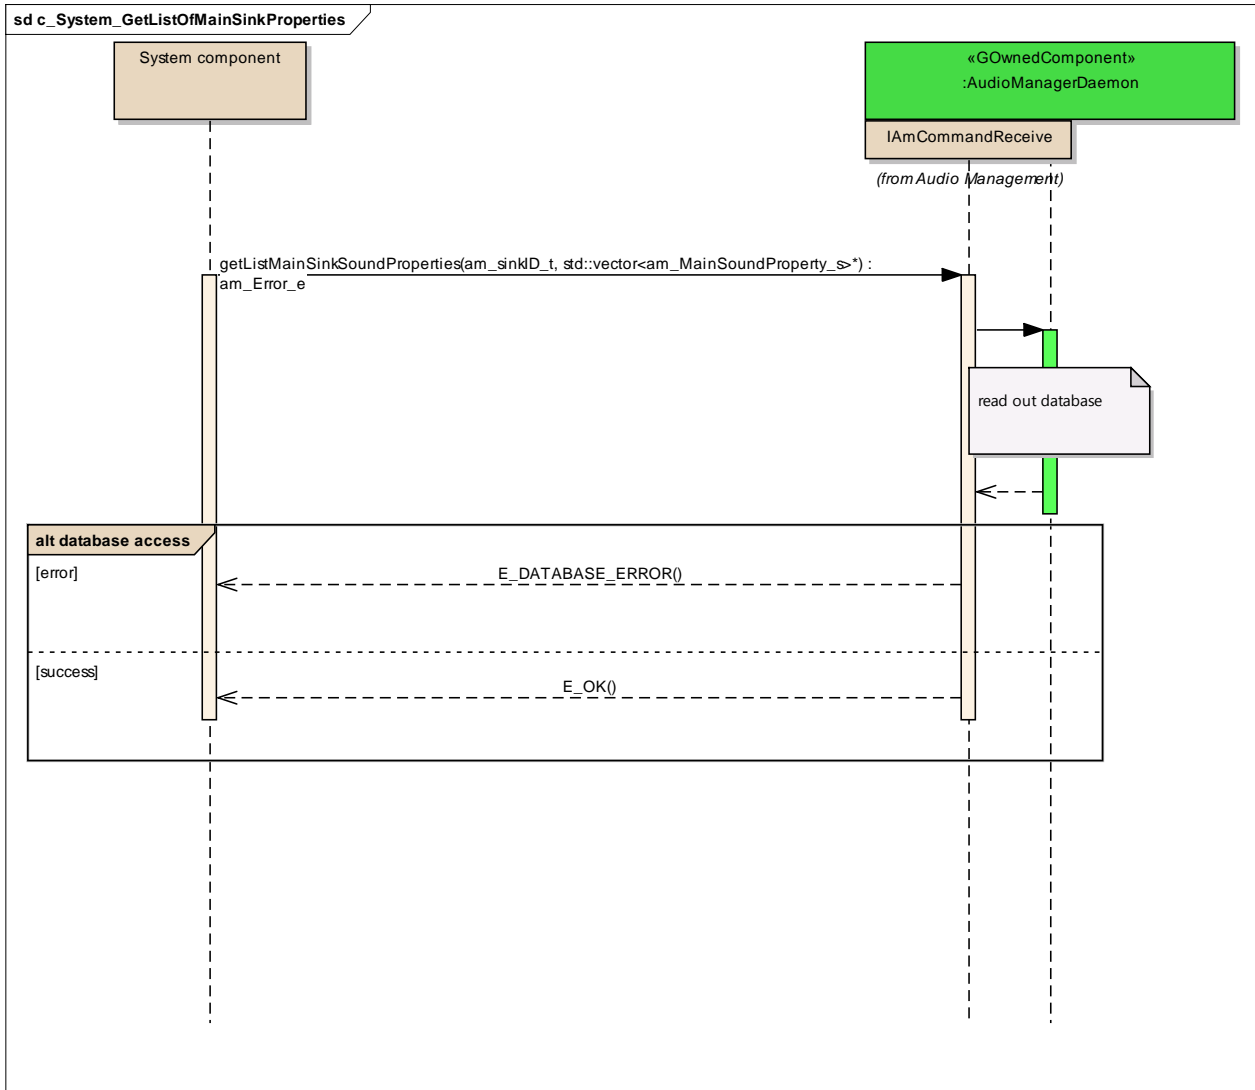 sd c_System_GetListOfMainSinkProperties
System component
«GOwnedComponent»
:AudioManagerDaemon
IAmCommandReceive
(from Audio Management)
getListMainSinkSoundProperties(am_sinkID_t, std::vector<am_MainSoundProperty_s>*) :
am_Error_e
read out database
alt database access
[error]
E_DATABASE_ERROR()
[success]
E_OK()